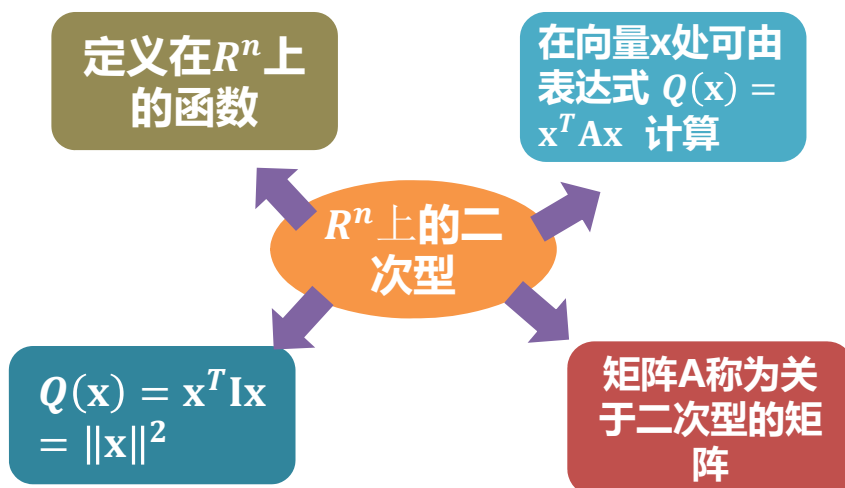 定义在𝑹ⁿ上
的函数
在向量x处可由
表达式 𝑸(𝐱) =
𝐱ᵀ𝐀𝐱 计算
𝑹ⁿ上的二
次型
𝑸(𝐱) = 𝐱ᵀ𝐈𝐱
= ‖𝐱‖²
矩阵A称为关
于二次型的矩
阵